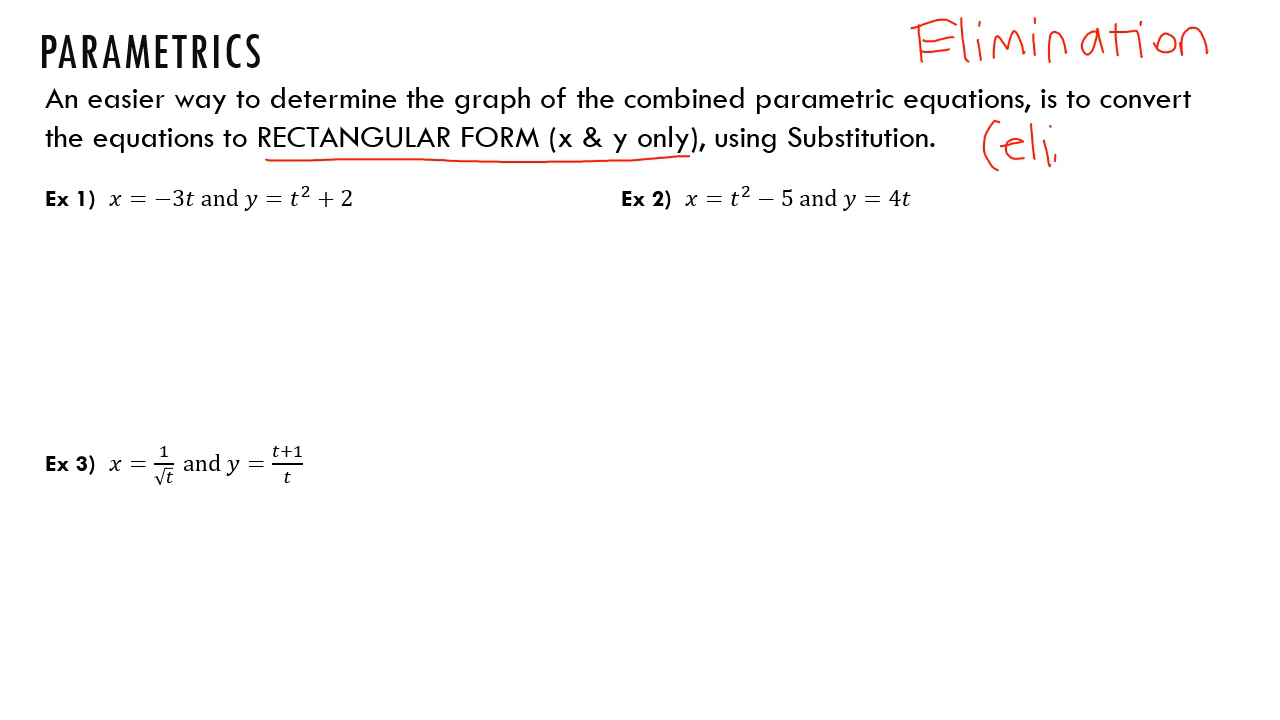 PARAMETRICS
Elimination
An easier way to determine the graph of the combined parametric equations, is to convert
the equations to RECTANGULAR FORM (x & y only), using Substitution.
(eli
Ex 1) x = −3t and y = t² + 2
Ex 2) x = t² − 5 and y = 4t
Ex 3) x = 1/√t and y = (t+1)/t